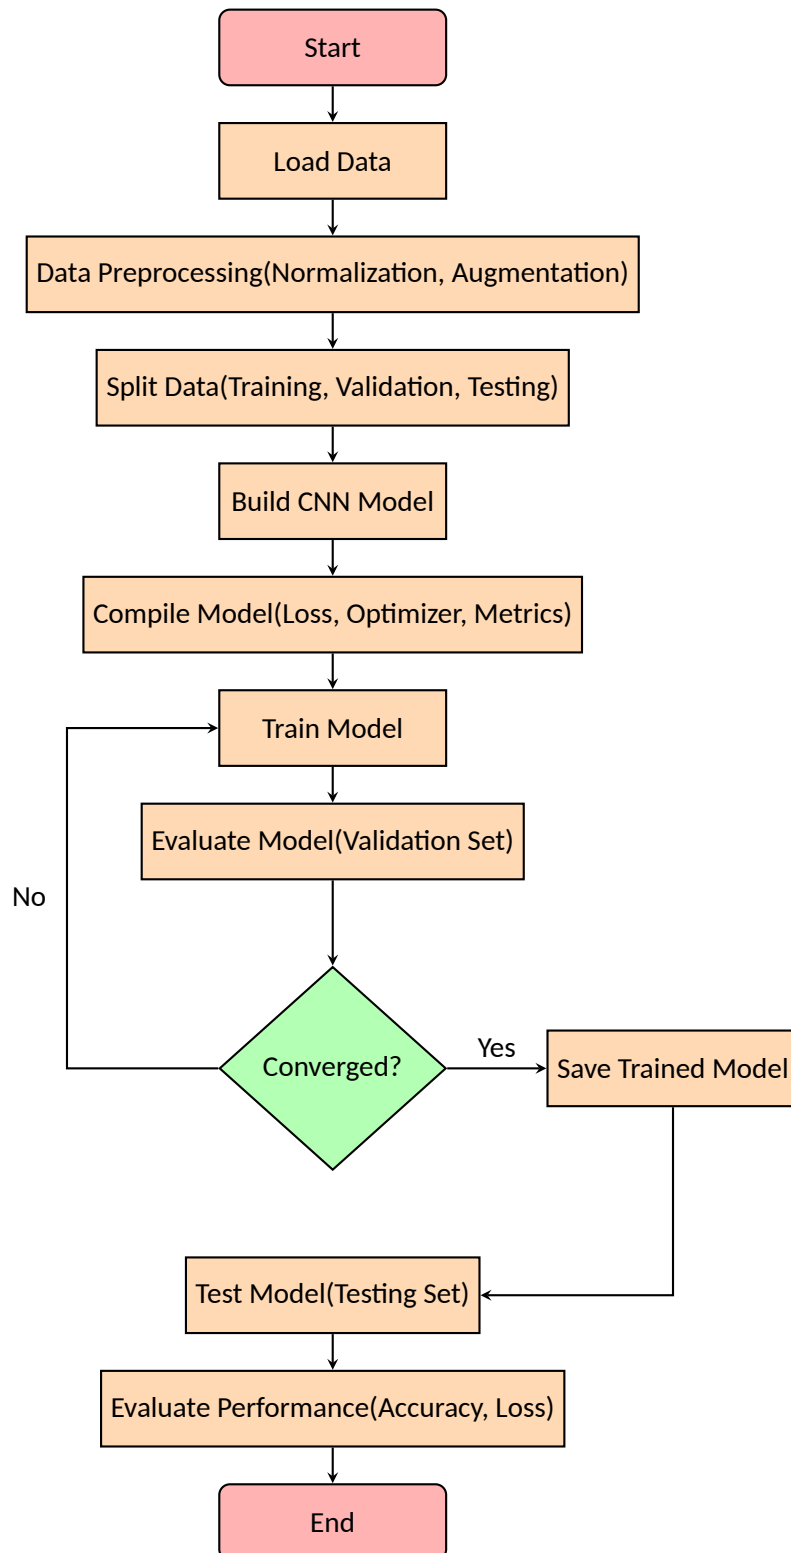 Start
Load Data
Data Preprocessing(Normalization, Augmentation)
Split Data(Training, Validation, Testing)
Build CNN Model
Compile Model(Loss, Optimizer, Metrics)
Train Model
Evaluate Model(Validation Set)
No
Converged?
Yes
Save Trained Model
Test Model(Testing Set)
Evaluate Performance(Accuracy, Loss)
End